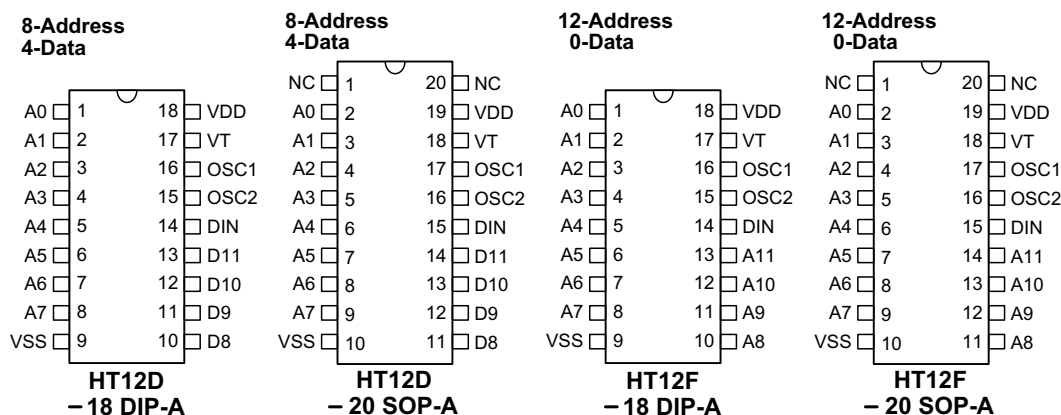 8-Address
4-Data
A0 1 18 VDD
A1 2 17 VT
A2 3 16 OSC1
A3 4 15 OSC2
A4 5 14 DIN
A5 6 13 D11
A6 7 12 D10
A7 8 11 D9
VSS 9 10 D8
HT12D
– 18 DIP-A
8-Address
4-Data
NC 1 20 NC
A0 2 19 VDD
A1 3 18 VT
A2 4 17 OSC1
A3 5 16 OSC2
A4 6 15 DIN
A5 7 14 D11
A6 8 13 D10
A7 9 12 D9
VSS 10 11 D8
HT12D
– 20 SOP-A
12-Address
0-Data
A0 1 18 VDD
A1 2 17 VT
A2 3 16 OSC1
A3 4 15 OSC2
A4 5 14 DIN
A5 6 13 A11
A6 7 12 A10
A7 8 11 A9
VSS 9 10 A8
HT12F
– 18 DIP-A
12-Address
0-Data
NC 1 20 NC
A0 2 19 VDD
A1 3 18 VT
A2 4 17 OSC1
A3 5 16 OSC2
A4 6 15 DIN
A5 7 14 A11
A6 8 13 A10
A7 9 12 A9
VSS 10 11 A8
HT12F
– 20 SOP-A